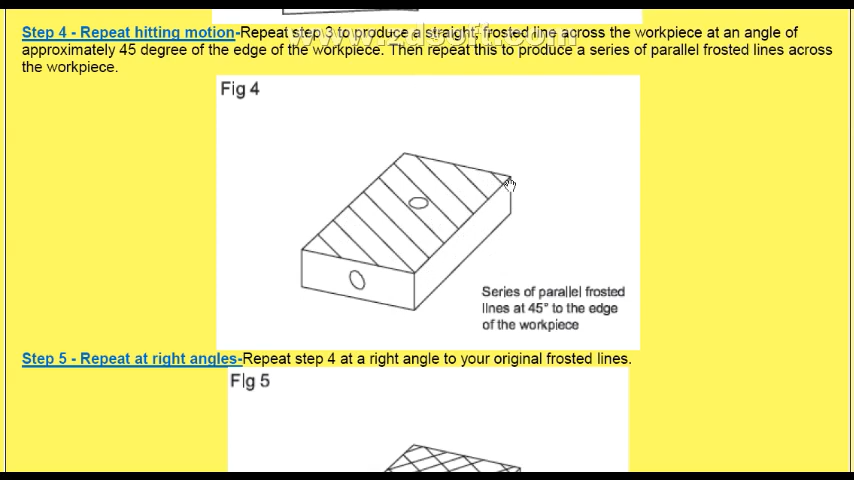 Step 4 - Repeat hitting motion-Repeat step 3 to produce a straight, frosted line across the workpiece at an angle of
approximately 45 degree of the edge of the workpiece. Then repeat this to produce a series of parallel frosted lines across
the workpiece.
Fig 4
Series of parallel frosted
lines at 45° to the edge
of the workpiece
Step 5 - Repeat at right angles-Repeat step 4 at a right angle to your original frosted lines.
Fig 5